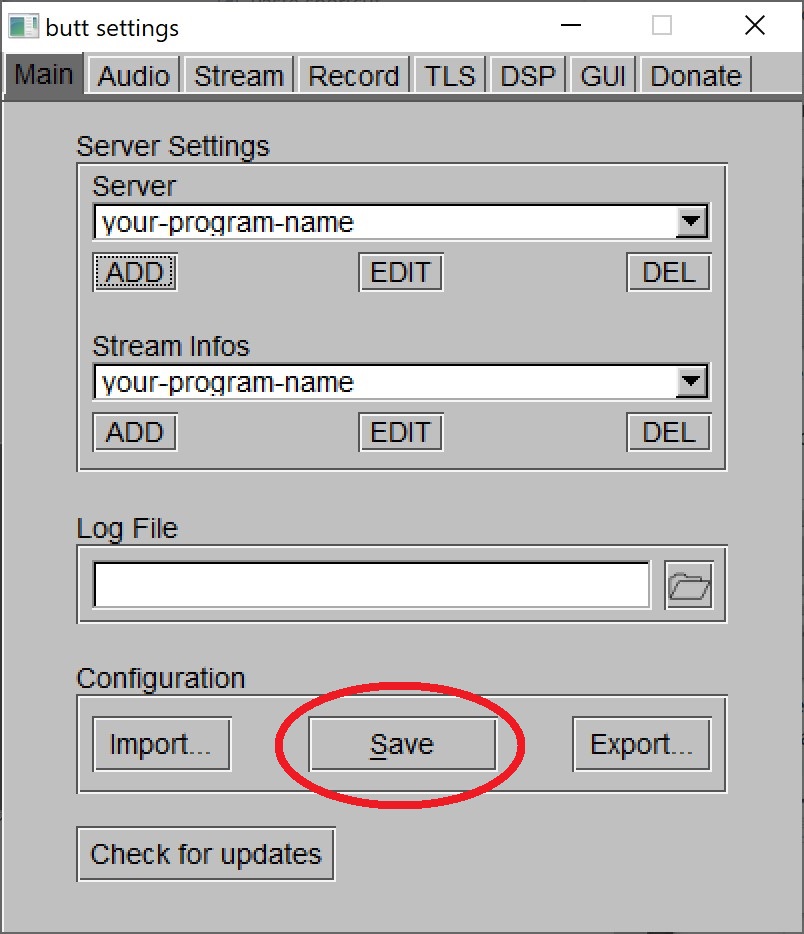 butt settings
Main Audio Stream Record TLS DSP GUI Donate
Server Settings
Server
your-program-name
ADD EDIT DEL
Stream Infos
your-program-name
ADD EDIT DEL
Log File
Configuration
Import... Save Export...
Check for updates